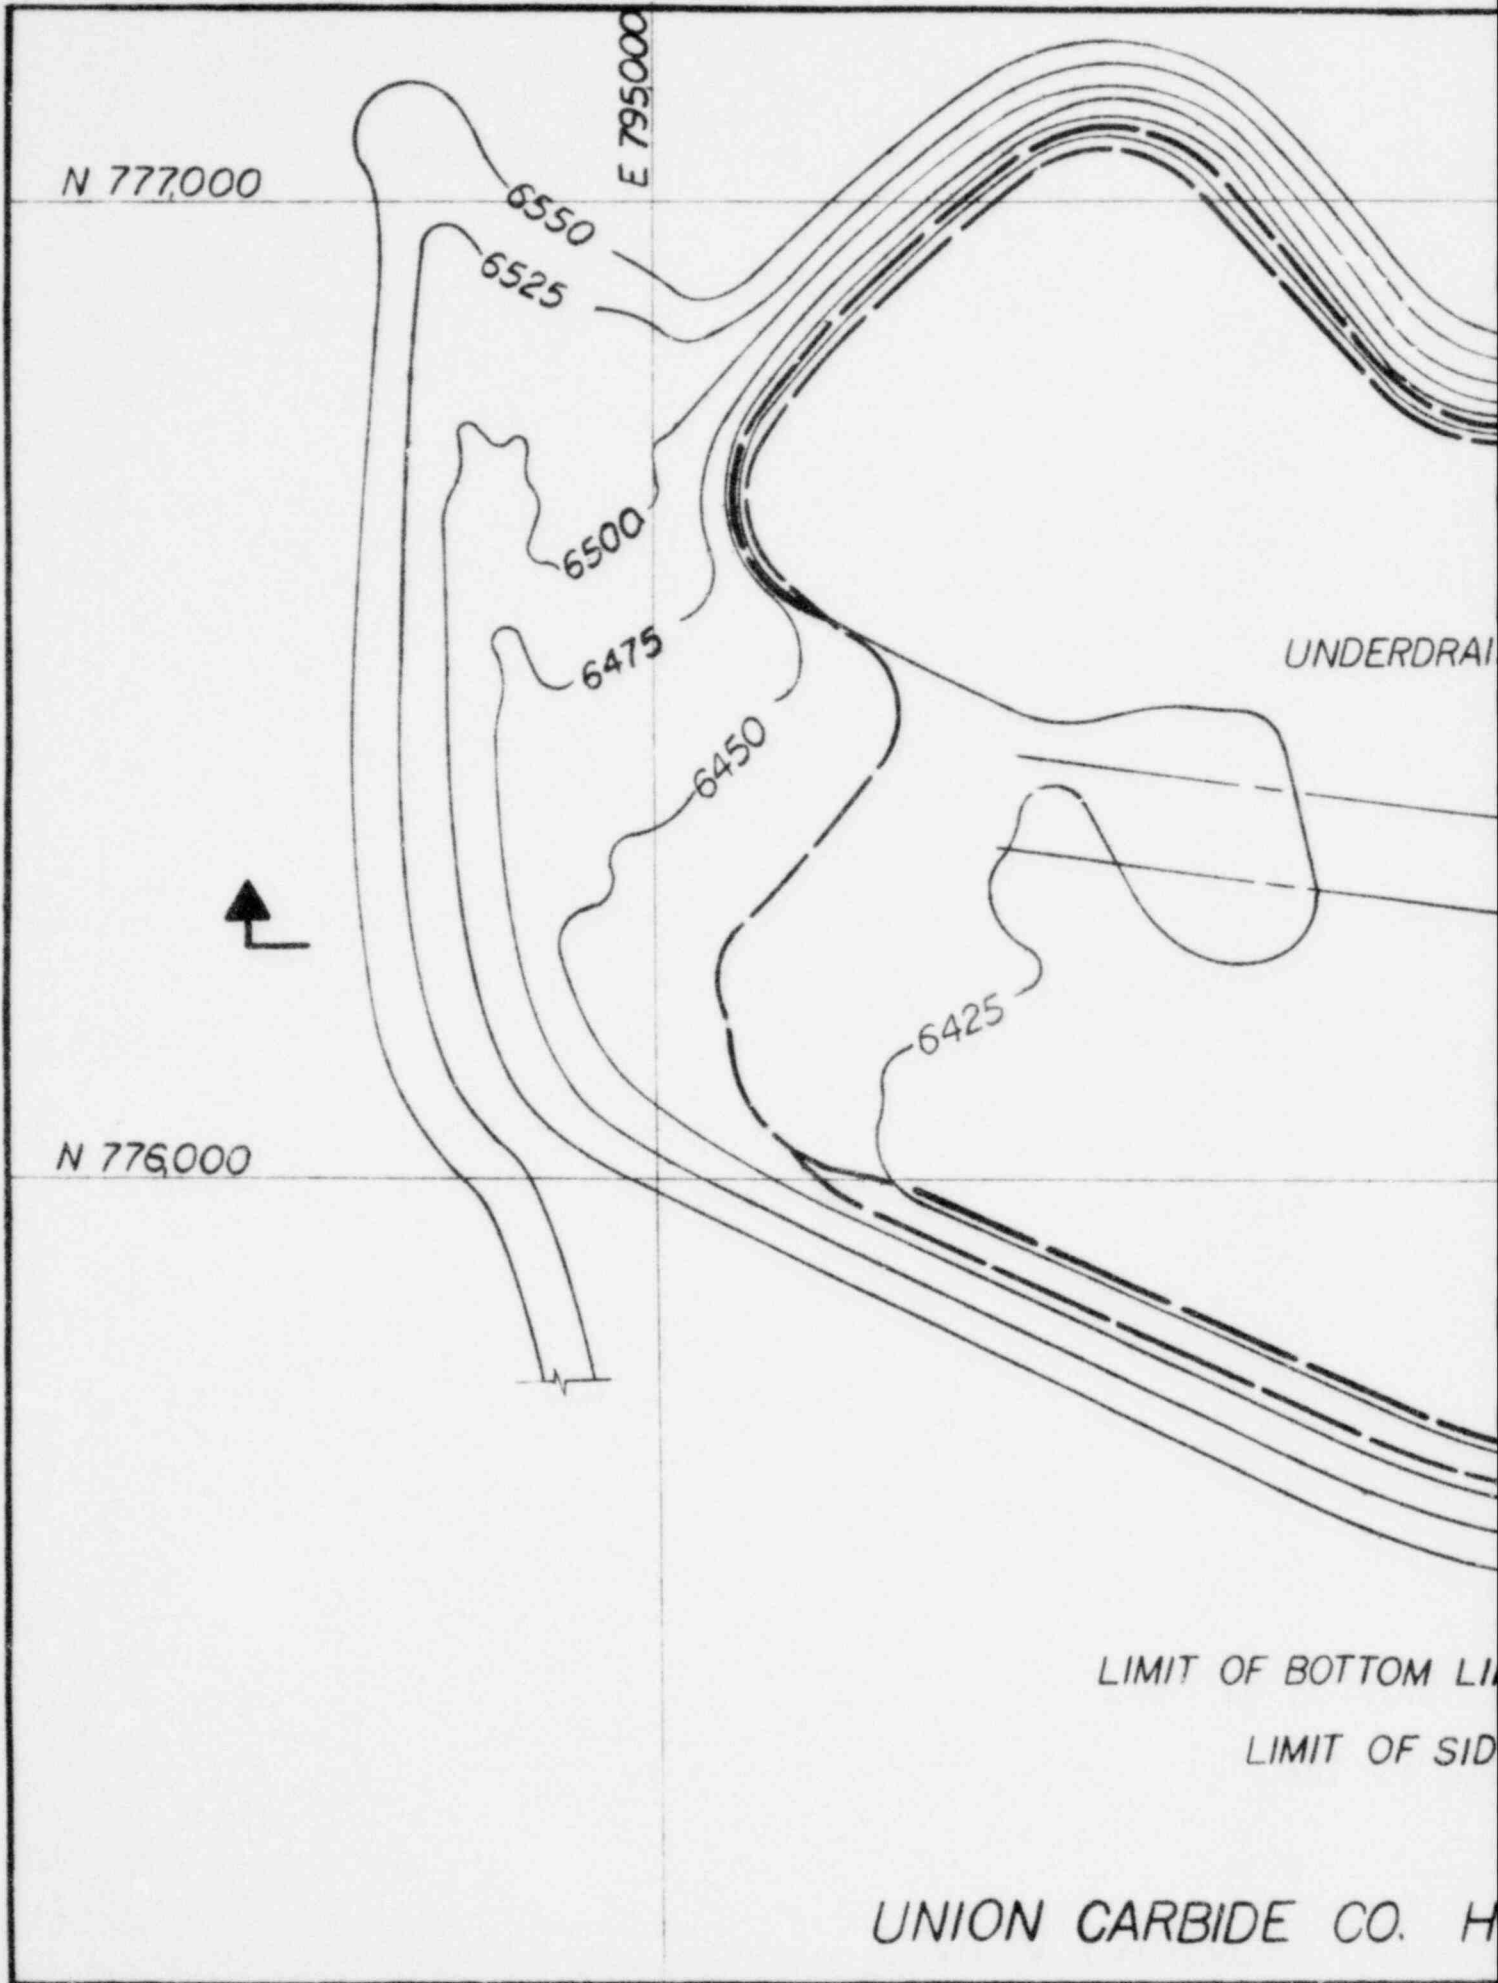 E 795,000
N 777,000
6550
6525
6500
6475
UNDERDRAI
6450
6425
N 776,000
LIMIT OF BOTTOM LI
LIMIT OF SID
UNION CARBIDE CO. H